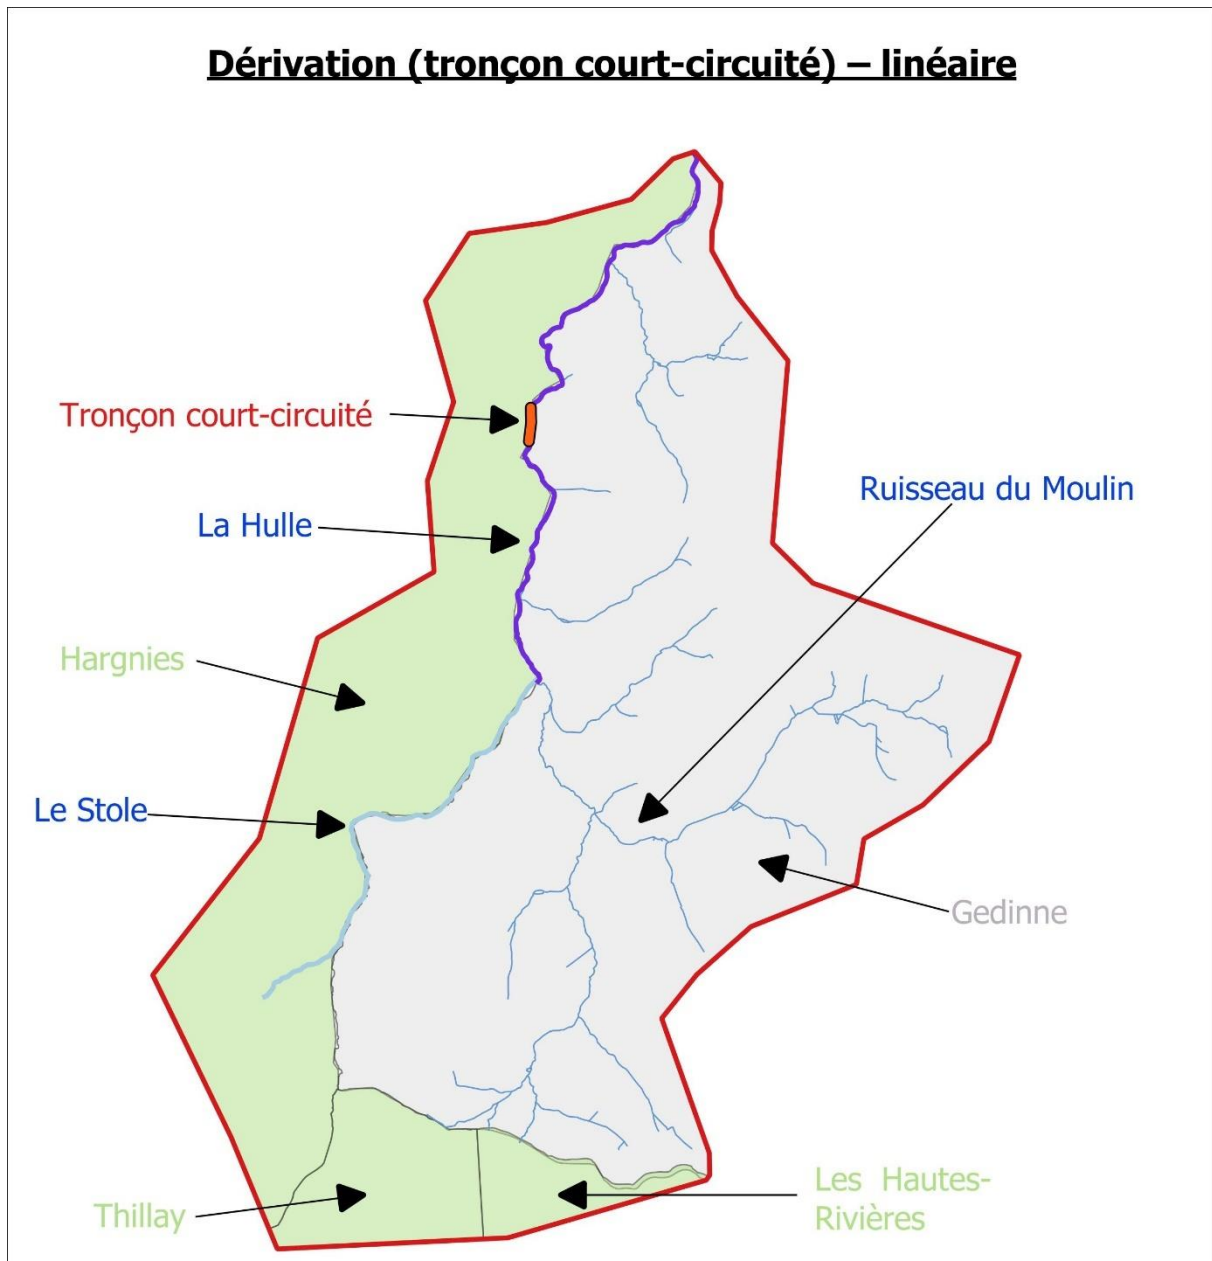 Dérivation (tronçon court-circuité) – linéaire
Tronçon court-circuité
Ruisseau du Moulin
La Hulle
Hargnies
Le Stole
Gedinne
Les Hautes-
Rivières
Thillay